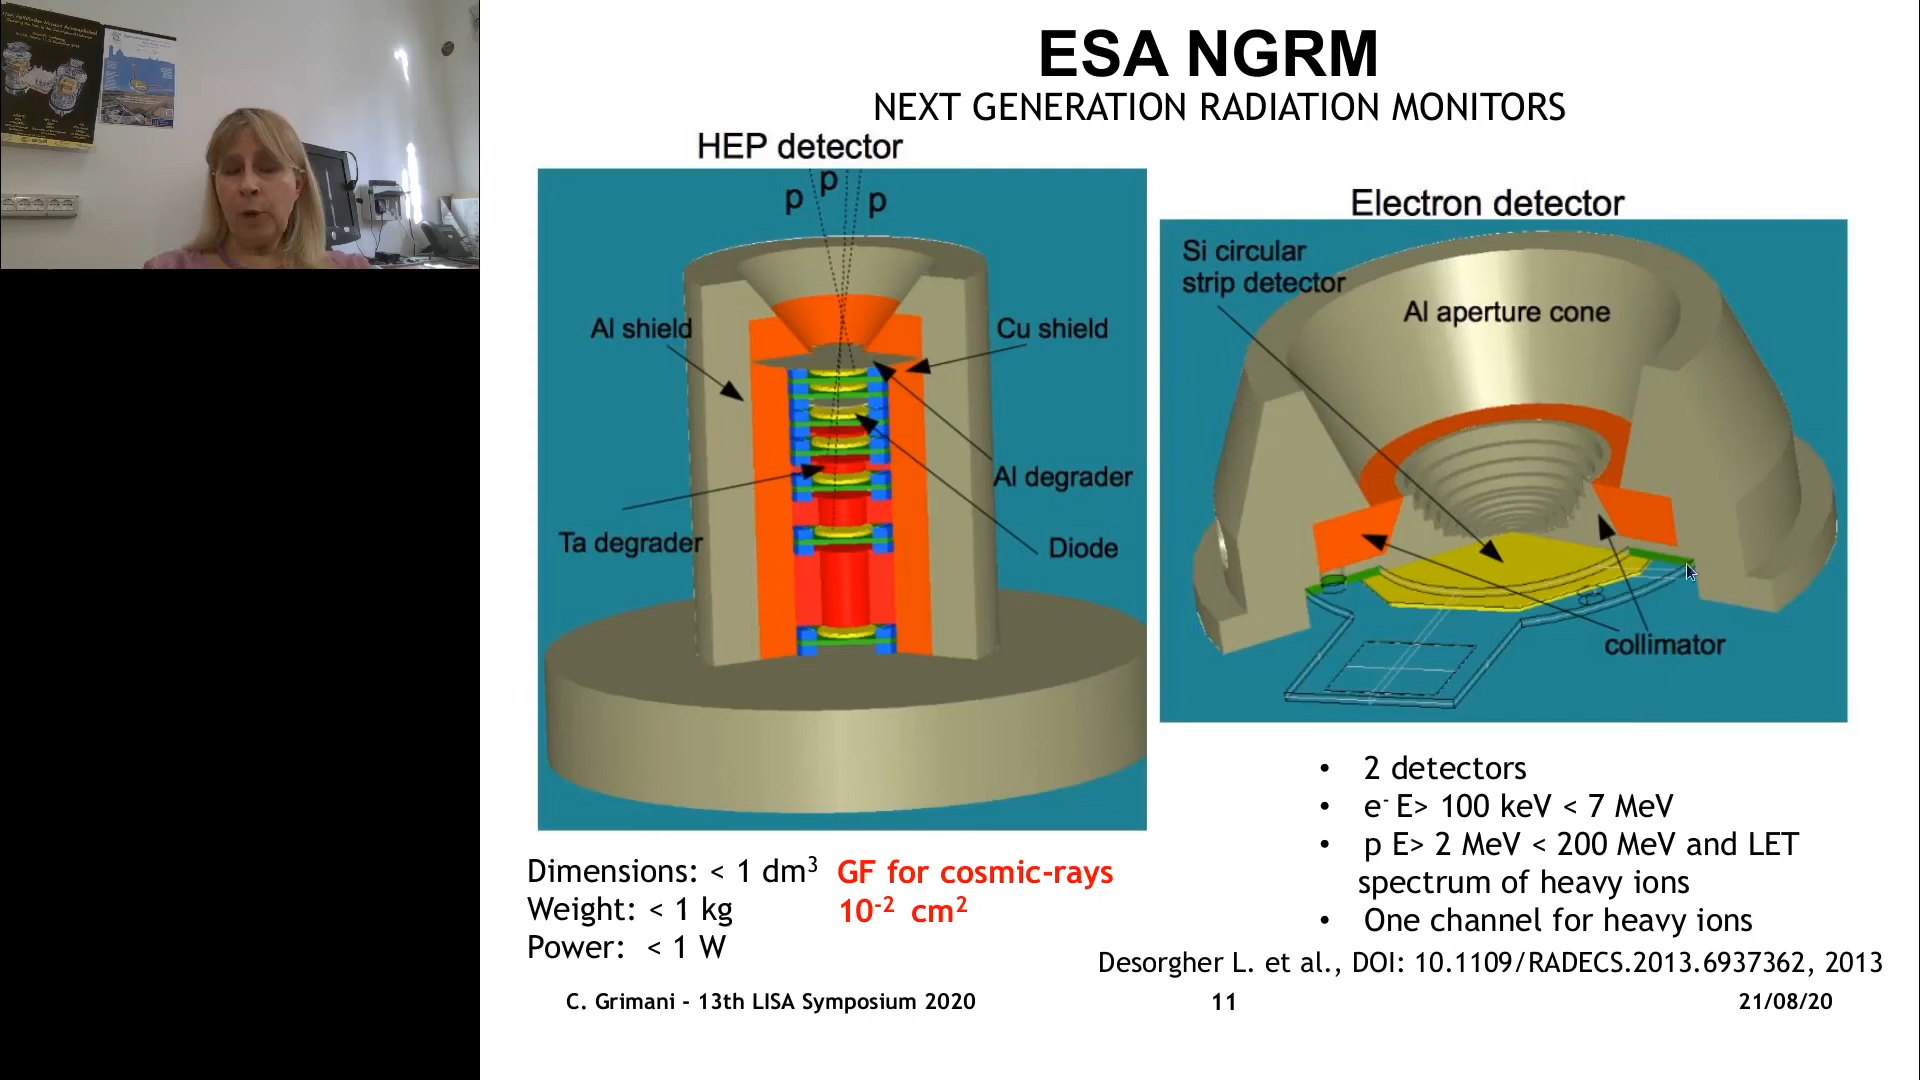 ESA NGRM
NEXT GENERATION RADIATION MONITORS
HEP detector
p
p
p
Al shield
Cu shield
Al degrader
Ta degrader
Diode
Electron detector
Si circular
strip detector
Al aperture cone
collimator
• 2 detectors
• e⁻ E> 100 keV < 7 MeV
• p E> 2 MeV < 200 MeV and LET
spectrum of heavy ions
• One channel for heavy ions
Dimensions: < 1 dm³
Weight: < 1 kg
Power: < 1 W
GF for cosmic-rays
10⁻² cm²
Desorgher L. et al., DOI: 10.1109/RADECS.2013.6937362, 2013
C. Grimani - 13th LISA Symposium 2020
11
21/08/20